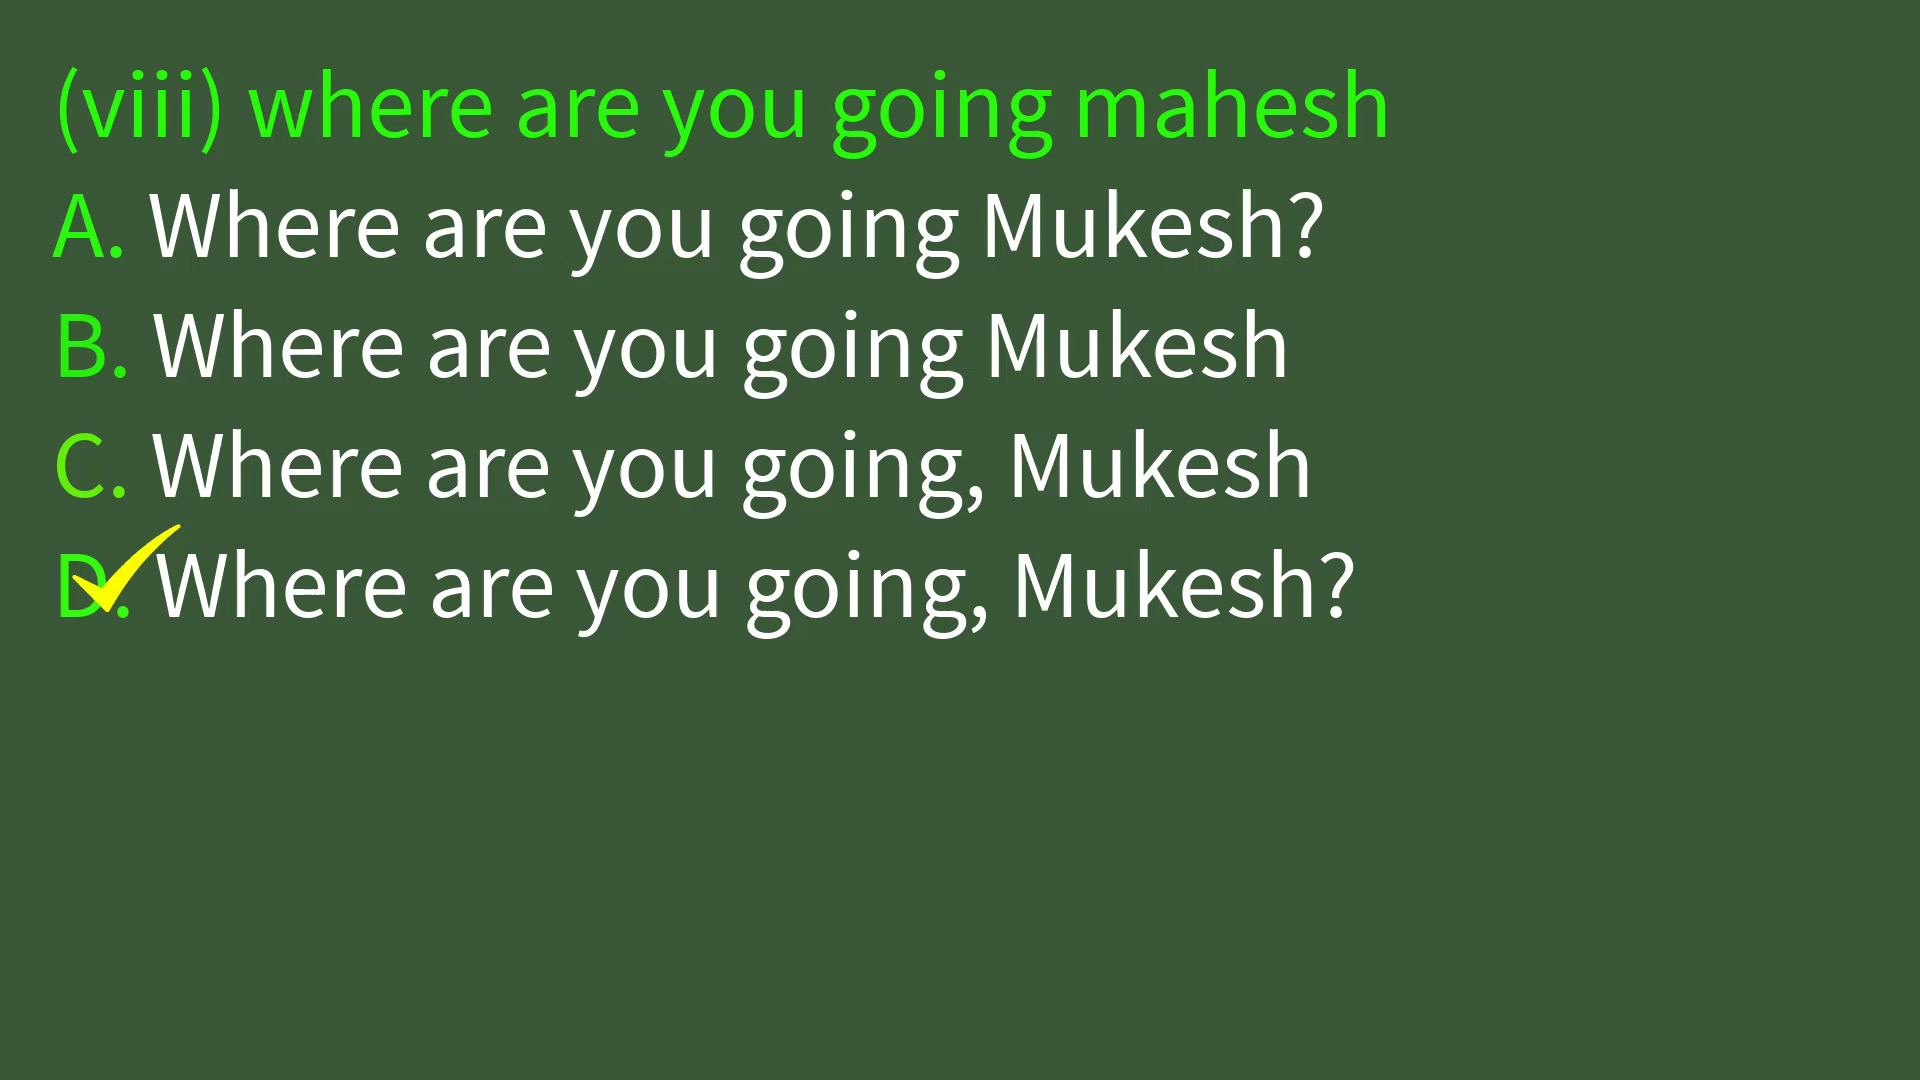 (viii) where are you going mahesh
A. Where are you going Mukesh?
B. Where are you going Mukesh
C. Where are you going, Mukesh
D. Where are you going, Mukesh?